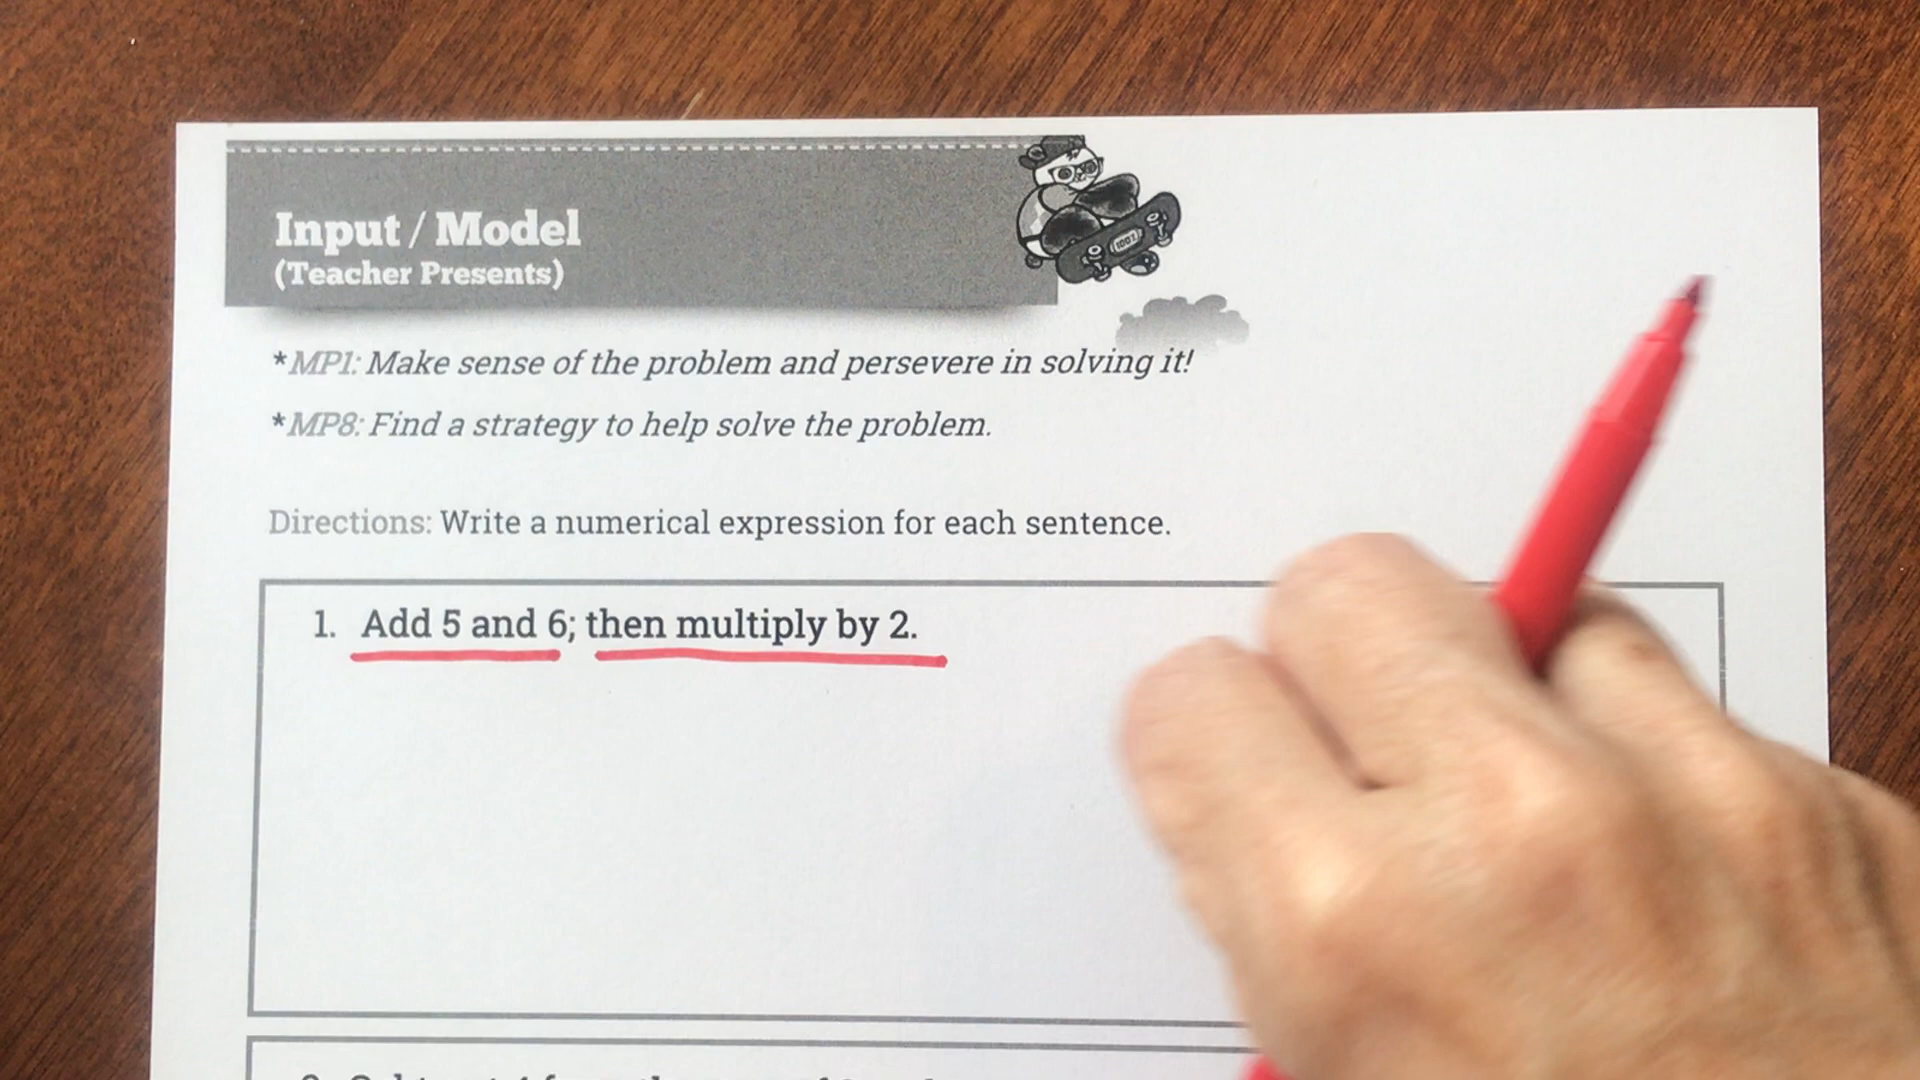 Input / Model
(Teacher Presents)
*MP1: Make sense of the problem and persevere in solving it!
*MP8: Find a strategy to help solve the problem.
Directions: Write a numerical expression for each sentence.
1. Add 5 and 6; then multiply by 2.